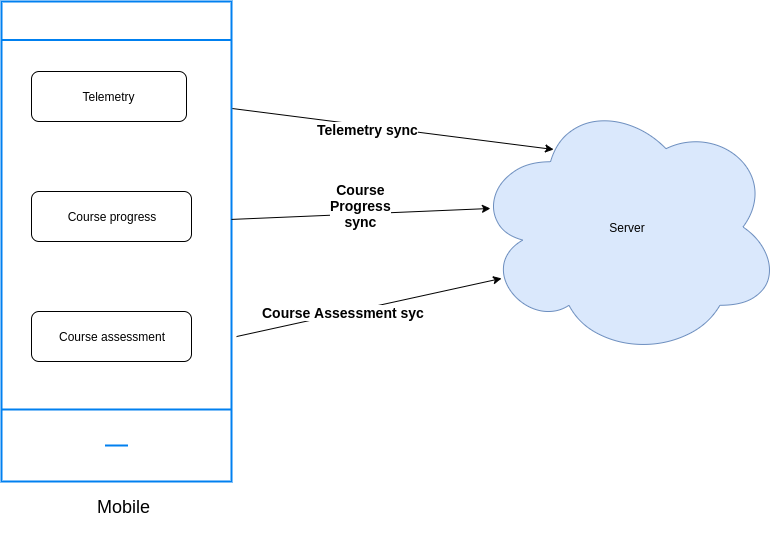 Telemetry
Telemetry sync
Course
Progress
sync
Course progress
Server
Course Assessment syc
Course assessment
Mobile